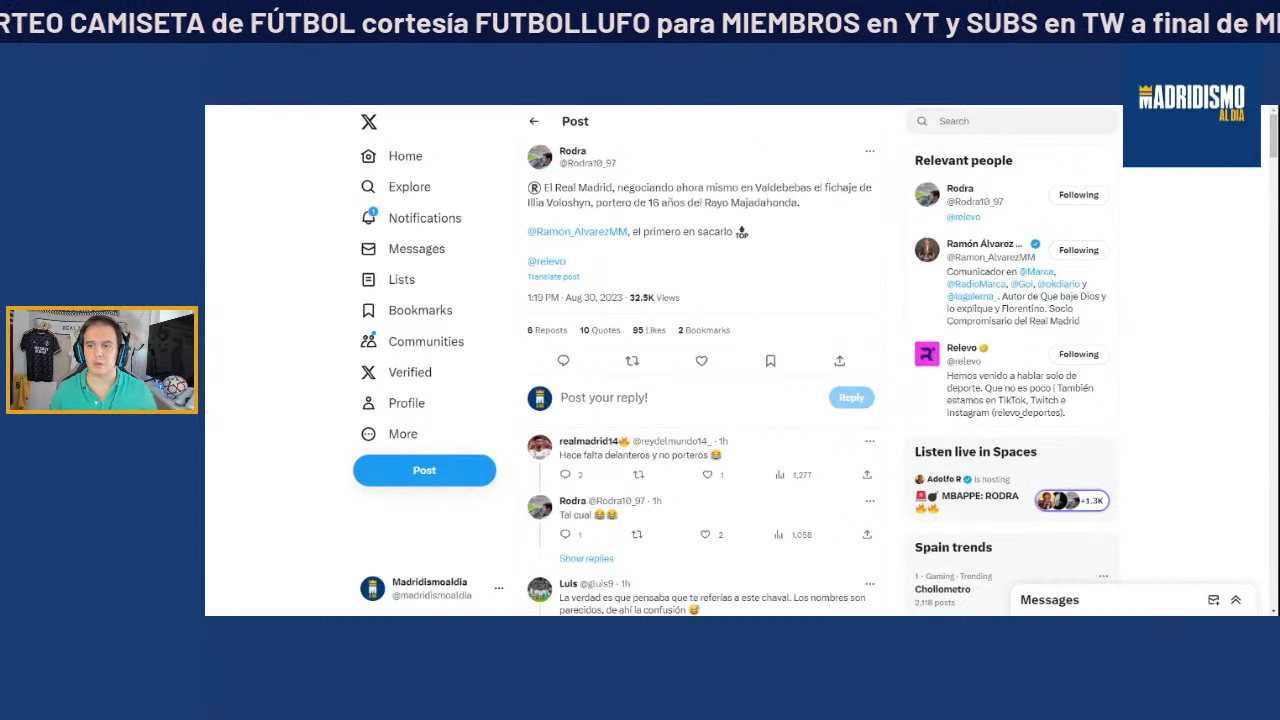 RTEO CAMISETA de FÚTBOL cortesía FUTBOLLUFO para MIEMBROS en YT y SUBS en TW a final de M
MADRIDISMO
AL DIA
Home
Explore
Notifications
1
Messages
Lists
Bookmarks
Communities
Verified
Profile
More
Post
Madridismoaldia
@madridismoaldia
Post
Rodra
@Rodra10_97
Ⓡ El Real Madrid, negociando ahora mismo en Valdebebas el fichaje de
Illia Voloshyn, portero de 16 años del Rayo Majadahonda.
@Ramon_AlvarezMM, el primero en sacarlo 🔝
@relevo
Translate post
1:19 PM · Aug 30, 2023 · 32.5K Views
6 Reposts 10 Quotes 95 Likes 2 Bookmarks
Post your reply!
Reply
realmadrid14🔥 @reydelmundo14_ · 1h
Hace falta delanteros y no porteros 😂
2 1 1,277
Rodra @Rodra10_97 · 1h
Tal cual 😂😂
1 2 1,058
Show replies
Luis @gluis9 · 1h
La verdad es que pensaba que te referías a este chaval. Los nombres son
parecidos, de ahí la confusión 😅
Search
Relevant people
Rodra
@Rodra10_97
Following
@relevo
Ramón Álvarez ...
@Ramon_AlvarezMM
Following
Comunicador en @Marca,
@RadioMarca, @Gol, @okdiario y
@lagalerna_. Autor de Que baje Dios y
lo explique y Florentino. Socio
Compromisario del Real Madrid
Relevo
@relevo
Following
Hemos venido a hablar solo de
deporte. Que no es poco | También
estamos en TikTok, Twitch e
Instagram (relevo_deportes).
Listen live in Spaces
Adolfo R is hosting
🚨💣 MBAPPE: RODRA
🔥🔥
+1.3K
Spain trends
1 · Gaming · Trending
Chollometro
2,118 posts
Messages